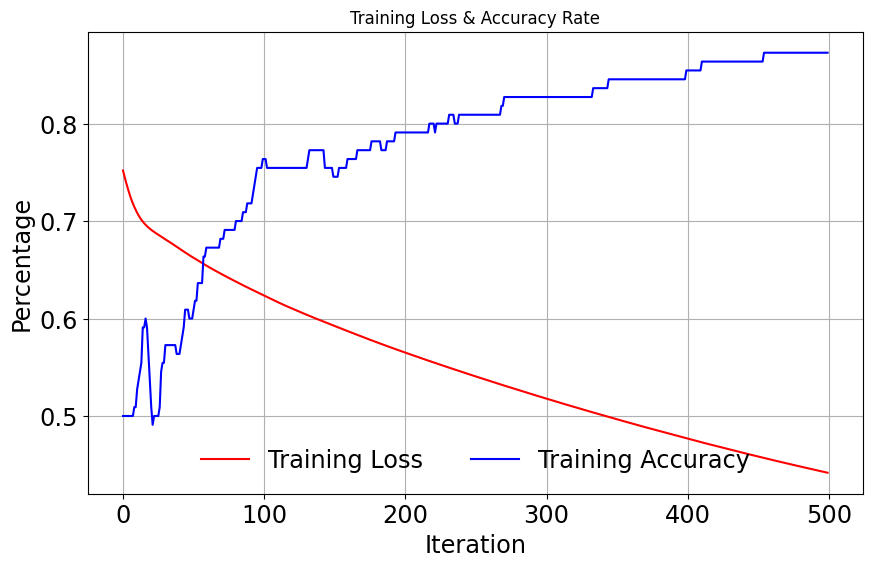 Training Loss & Accuracy Rate
Percentage
0.8
0.7
0.6
0.5
Training Loss
Training Accuracy
0
100
200
300
400
500
Iteration